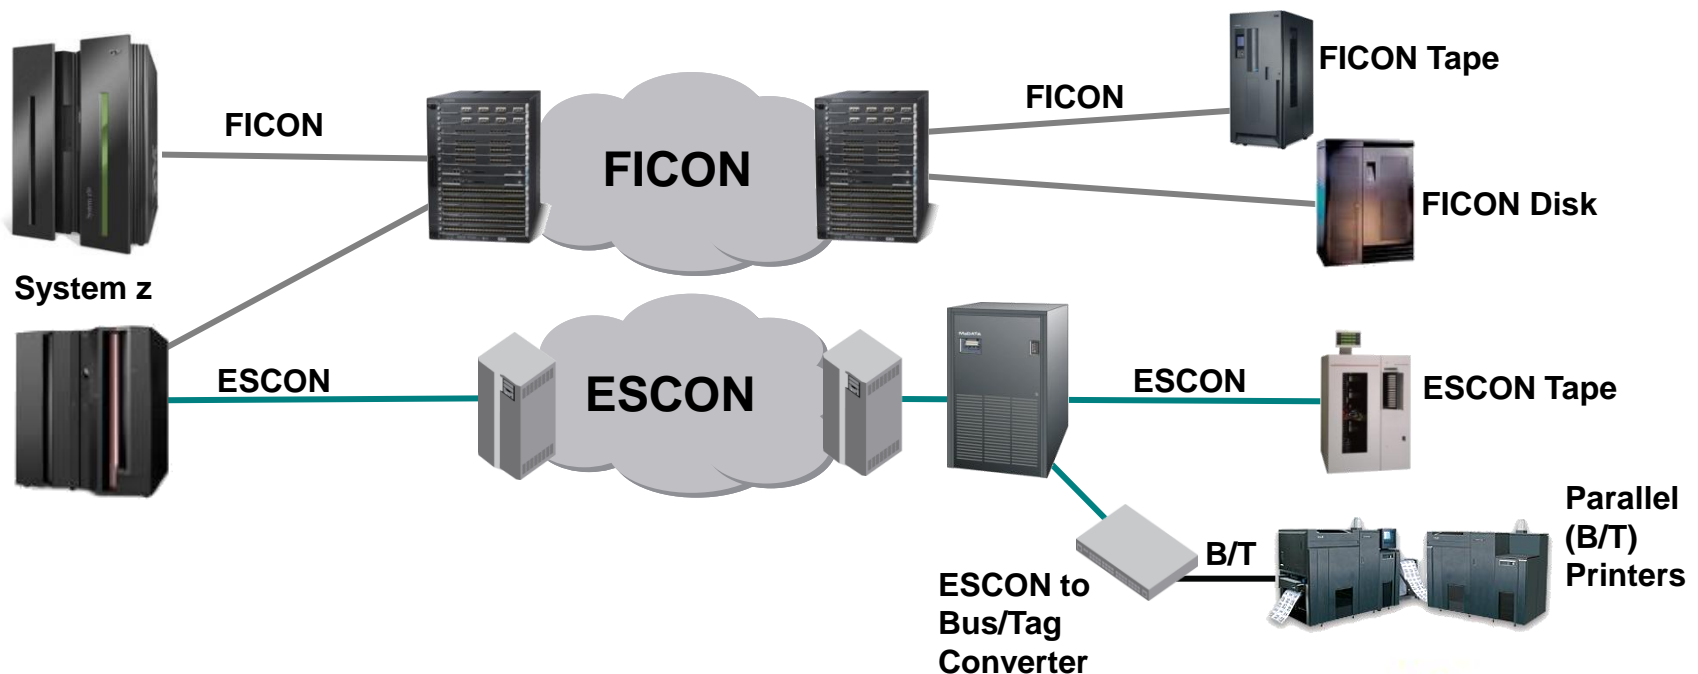 FICON Tape
FICON
FICON
FICON
FICON Disk
System z
ESCON
ESCON
ESCON
ESCON Tape
Parallel
(B/T)
Printers
B/T
ESCON to
Bus/Tag
Converter